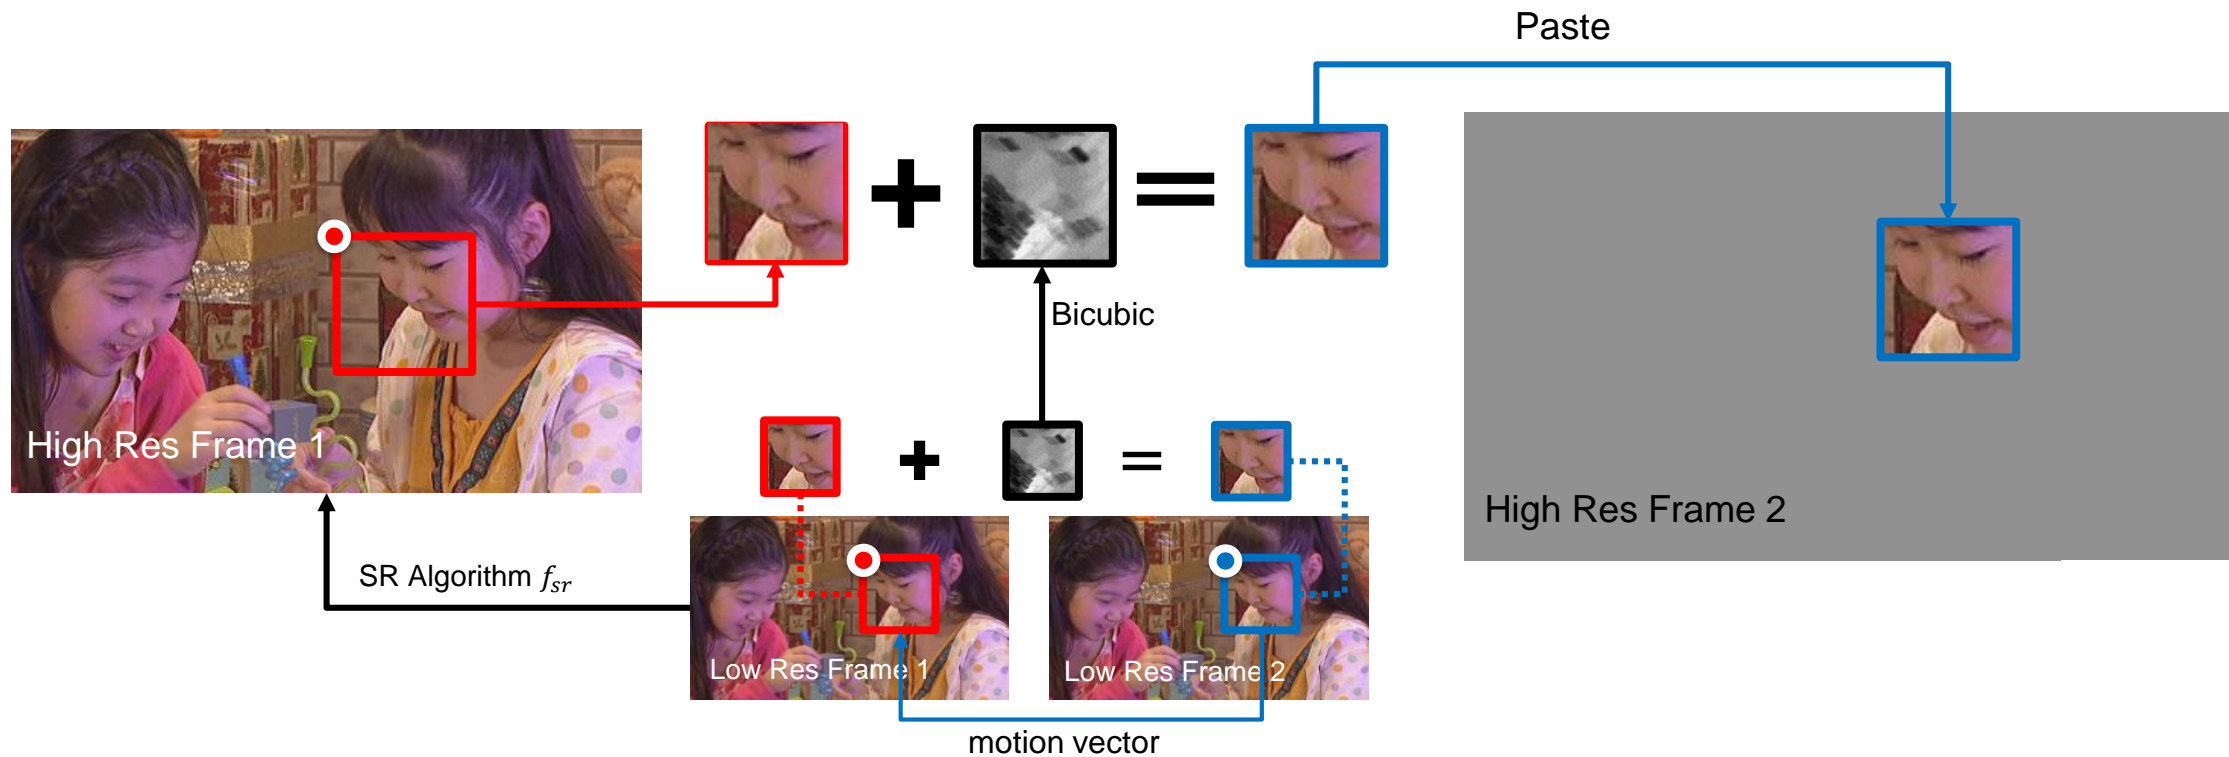 Paste
High Res Frame 1
Bicubic
High Res Frame 2
SR Algorithm f_sr
Low Res Frame 1
Low Res Frame 2
motion vector